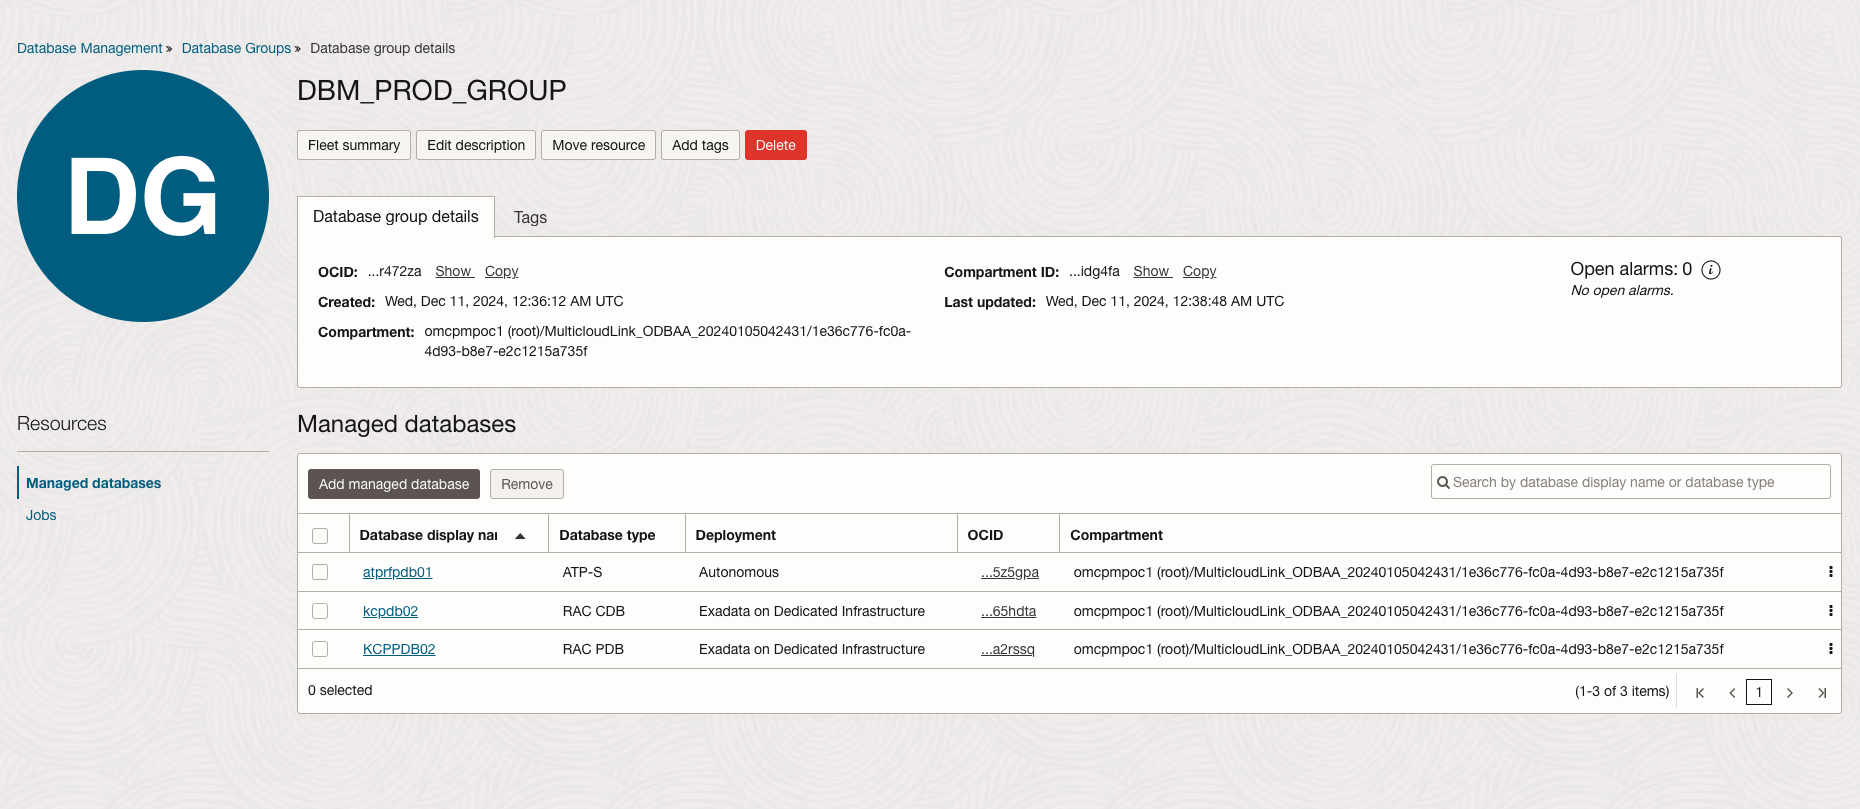 Database Management » Database Groups » Database group details
DG
DBM_PROD_GROUP
Fleet summary Edit description Move resource Add tags Delete
Database group details Tags
OCID: ...r472za Show Copy
Created: Wed, Dec 11, 2024, 12:36:12 AM UTC
Compartment: omcpmpoc1 (root)/MulticloudLink_ODBAA_20240105042431/1e36c776-fc0a-
4d93-b8e7-e2c1215a735f
Compartment ID: ...idg4fa Show Copy
Last updated: Wed, Dec 11, 2024, 12:38:48 AM UTC
Open alarms: 0 i
No open alarms.
Resources
Managed databases
Jobs
Managed databases
Add managed database Remove Search by database display name or database type
Database display nar Database type Deployment OCID Compartment
atprfpdb01 ATP-S Autonomous ...5z5gpa omcpmpoc1 (root)/MulticloudLink_ODBAA_20240105042431/1e36c776-fc0a-4d93-b8e7-e2c1215a735f
kcpdb02 RAC CDB Exadata on Dedicated Infrastructure ...65hdta omcpmpoc1 (root)/MulticloudLink_ODBAA_20240105042431/1e36c776-fc0a-4d93-b8e7-e2c1215a735f
KCPPDB02 RAC PDB Exadata on Dedicated Infrastructure ...a2rssq omcpmpoc1 (root)/MulticloudLink_ODBAA_20240105042431/1e36c776-fc0a-4d93-b8e7-e2c1215a735f
0 selected (1-3 of 3 items) 1